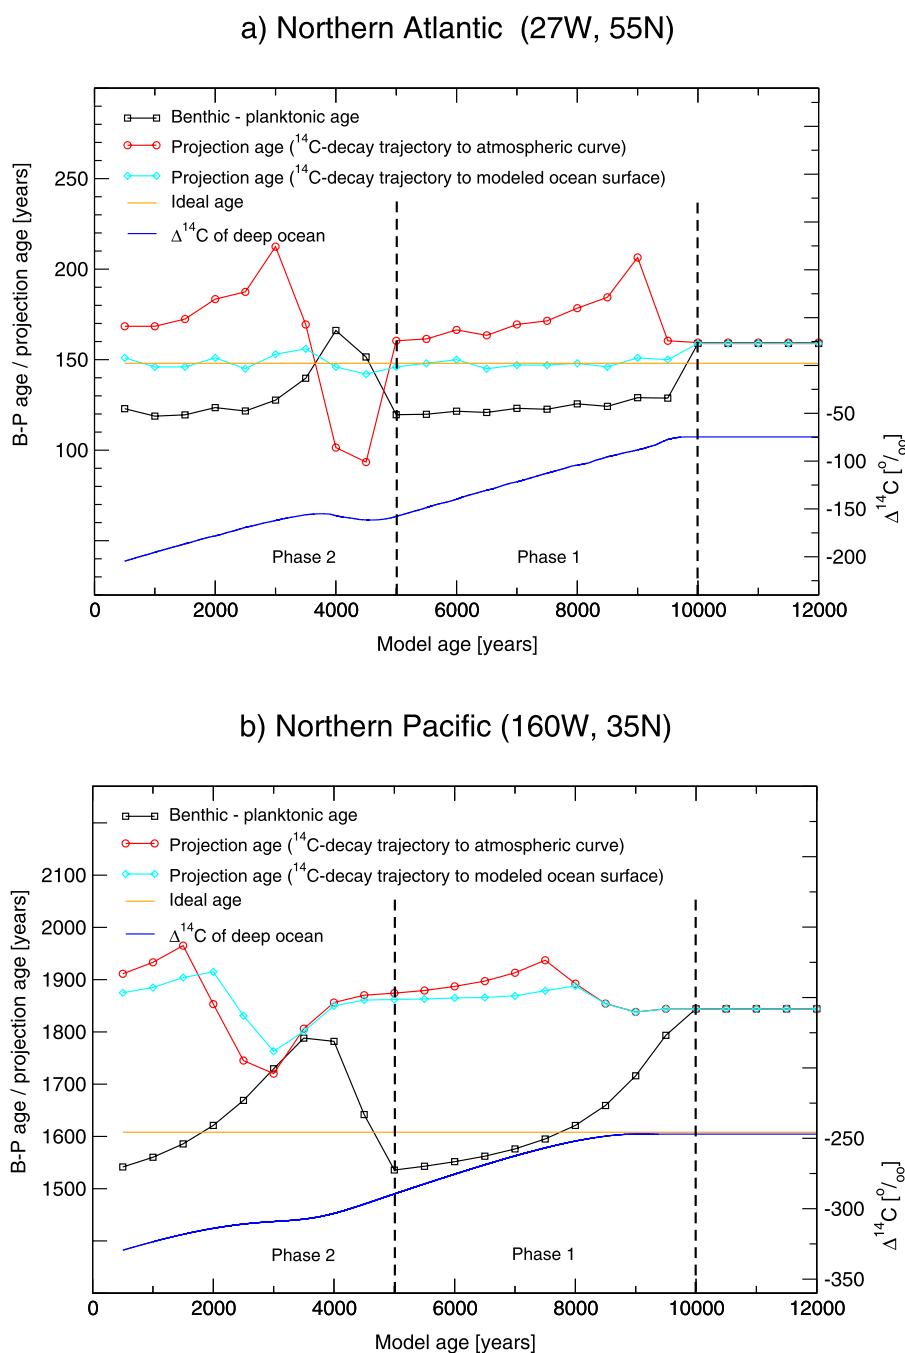 a) Northern Atlantic (27W, 55N)
Benthic - planktonic age
Projection age (14C-decay trajectory to atmospheric curve)
Projection age (14C-decay trajectory to modeled ocean surface)
Ideal age
Δ14C of deep ocean
B-P age / projection age [years]
250
200
150
100
-50
-100
-150
-200
Δ14C [o/oo]
Phase 2
Phase 1
0 2000 4000 6000 8000 10000 12000
Model age [years]
b) Northern Pacific (160W, 35N)
Benthic - planktonic age
Projection age (14C-decay trajectory to atmospheric curve)
Projection age (14C-decay trajectory to modeled ocean surface)
Ideal age
Δ14C of deep ocean
B-P age / projection age [years]
2100
2000
1900
1800
1700
1600
1500
-250
-300
-350
Δ14C [o/oo]
Phase 2
Phase 1
0 2000 4000 6000 8000 10000 12000
Model age [years]